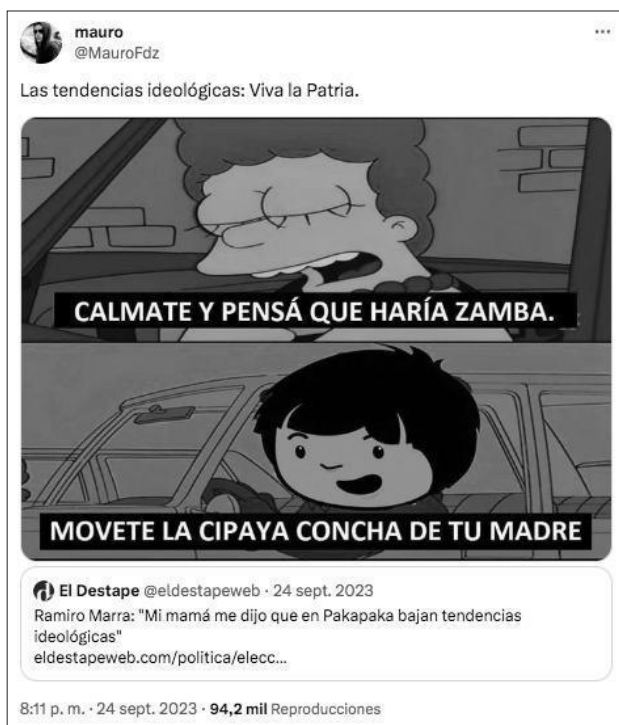 mauro
@MauroFdz
Las tendencias ideológicas: Viva la Patria.
CALMATE Y PENSÁ QUE HARÍA ZAMBA.
MOVETE LA CIPAYA CONCHA DE TU MADRE
El Destape @eldestapeweb · 24 sept. 2023
Ramiro Marra: "Mi mamá me dijo que en Pakapaka bajan tendencias
ideológicas"
eldestapeweb.com/politica/elecc...
8:11 p. m. · 24 sept. 2023 · 94,2 mil Reproducciones